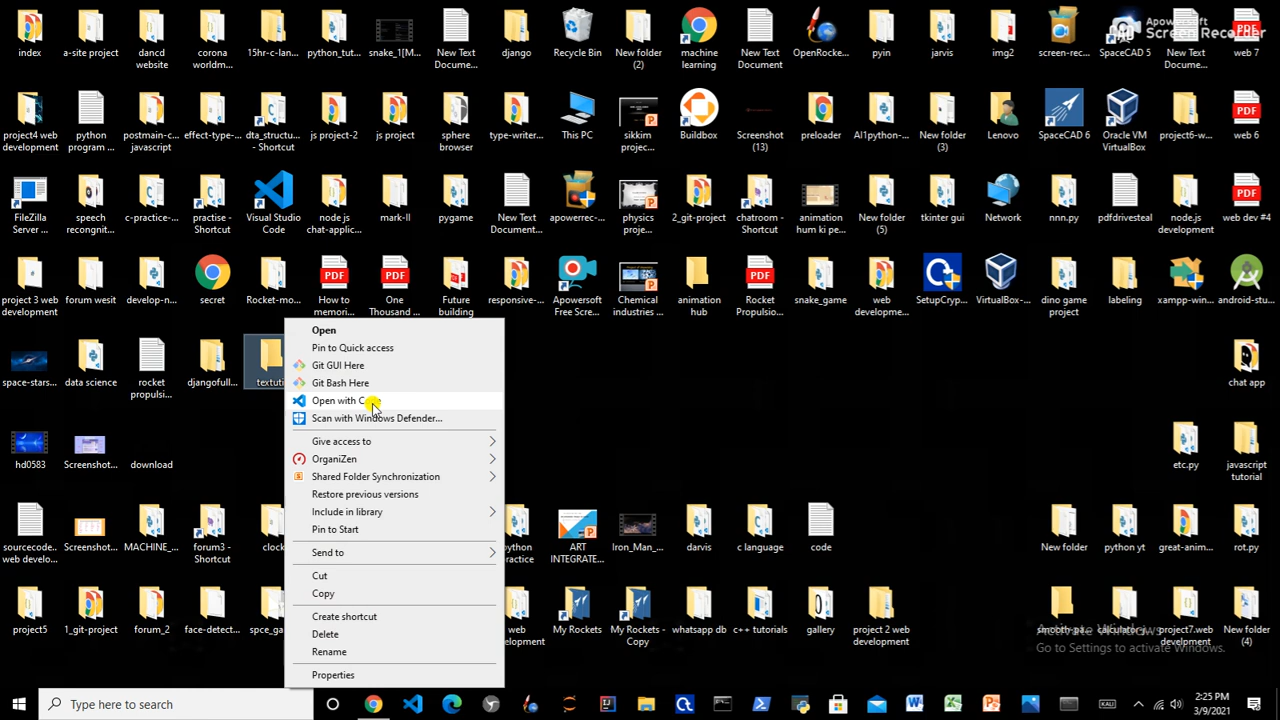 Apowersoft
Screen Recorder
index
a-site project
dancd
website
corona
worldm...
15hr-c-lan...
python_tut...
snake_1[M...
New Text
Docume...
django
Recycle Bin
New folder
(2)
machine
learning
New Text
Document
OpenRocke...
pyin
jarvis
img2
screen-rec...
SpaceCAD 5
New Text
Docume...
web 7
project4 web
development
python
program ...
postmain-c...
javascript
effect-type-...
dta_structu...
- Shortcut
js project-2
js project
sphere
browser
type-writer...
This PC
sikkim
projec...
Buildbox
Screenshot
(13)
preloader
AI1python-...
New folder
(3)
Lenovo
SpaceCAD 6
Oracle VM
VirtualBox
project6-w...
web 6
FileZilla
Server ...
speech
recongnit...
c-practice-...
practise -
Shortcut
Visual Studio
Code
node js
chat-applic...
mark-II
pygame
New Text
Document...
apowerrec-...
physics
proje...
2_git-project
chatroom -
Shortcut
animation
hum ki pe...
New folder
(5)
tkinter gui
Network
nnn.py
pdfdrivesteal
node.js
development
web dev #4
project 3 web
development
forum wesit
develop-n...
secret
Rocket-mo...
How to
memori...
One
Thousand ...
Future
building
responsive-...
Apowersoft
Free Scre...
Chemical
industries ...
animation
hub
Rocket
Propulsio...
snake_game
web
developme...
SetupCryp...
VirtualBox-...
dino game
project
labeling
xampp-win...
android-stu...
space-stars...
data science
rocket
propulsi...
djangofull...
textuti
chat app
Open
Pin to Quick access
Git GUI Here
Git Bash Here
Open with
Scan with Windows Defender...
Give access to
OrganiZen
Shared Folder Synchronization
Restore previous versions
Include in library
Pin to Start
Send to
Cut
Copy
Create shortcut
Delete
Rename
Properties
hd0583
Screenshot...
download
etc.py
javascript
tutorial
sourcecode...
web develo...
Screenshot...
MACHINE_...
forum3 -
Shortcut
clock
python
practice
ART
INTEGRATE...
Iron_Man_...
darvis
c language
code
New folder
python yt
great-anim...
rot.py
project5
1_git-project
forum_2
face-detect...
spce_ga
web
development
My Rockets
My Rockets -
Copy
whatsapp db
c++ tutorials
gallery
project 2 web
development
project7.web
development
New folder
(4)
Activate Windows
Go to Settings to activate Windows.
Type here to search
KALI
2:25 PM
3/9/2021